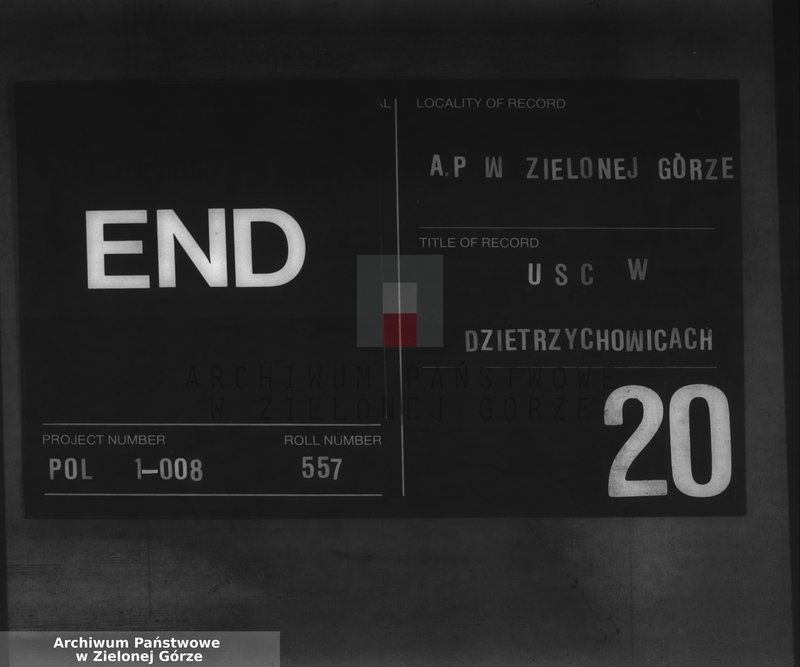 END
PROJECT NUMBER
POL 1-008
ROLL NUMBER
557
AL
LOCALITY OF RECORD
A.P W ZIELONEJ GÒRZE
TITLE OF RECORD
USC W
DZIETRZYCHOWICACH
20
ARCHIWUM PAŃSTWOWE
W ZIELONEJ GÓRZE
Archiwum Państwowe
w Zielonej Górze